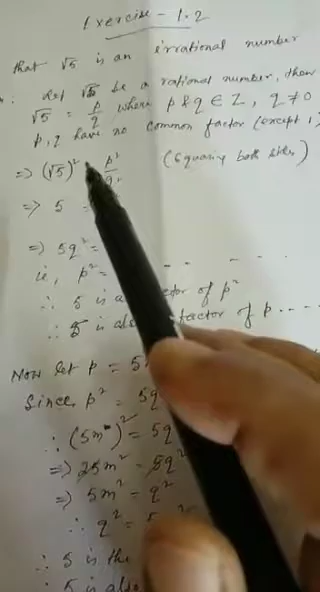 Exercise - 1.2
that √5 is an irrational number
let √5 be a rational number, then
√5 = p/q where p & q ∈ Z, q ≠ 0
p, q have no common factor (except 1
=> (√5)² p²/q² (Squaring both sides)
=> 5 =
=> 5q² =
ie, p² =
∴ 5 is a factor of p²
∴ 5 is also factor of p ....
Now let p = 5
Since p² = 5q
∴ (5m)² = 5q
=> 25m² = 5q²
=> 5m² = q²
∴ q² = 5
∴ 5 is the
∴ 5 is also